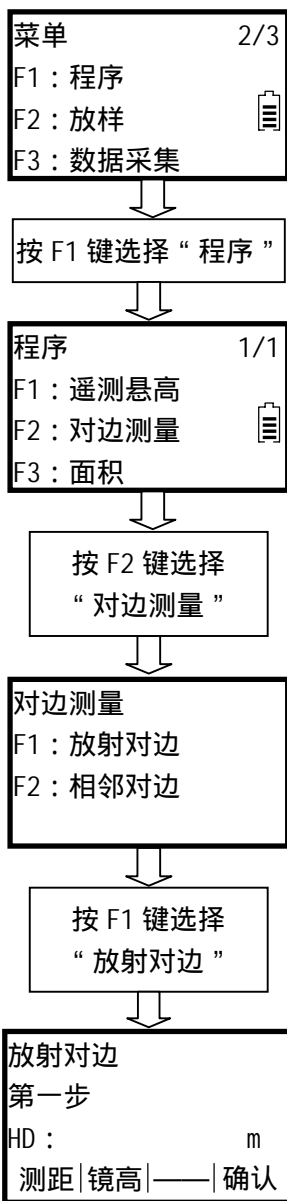 菜单 2/3
F1：程序
F2：放样
F3：数据采集
按 F1 键选择“程序”
程序 1/1
F1：遥测悬高
F2：对边测量
F3：面积
按 F2 键选择
“对边测量”
对边测量
F1：放射对边
F2：相邻对边
按 F1 键选择
“放射对边”
放射对边
第一步
HD： m
测距|镜高|——|确认